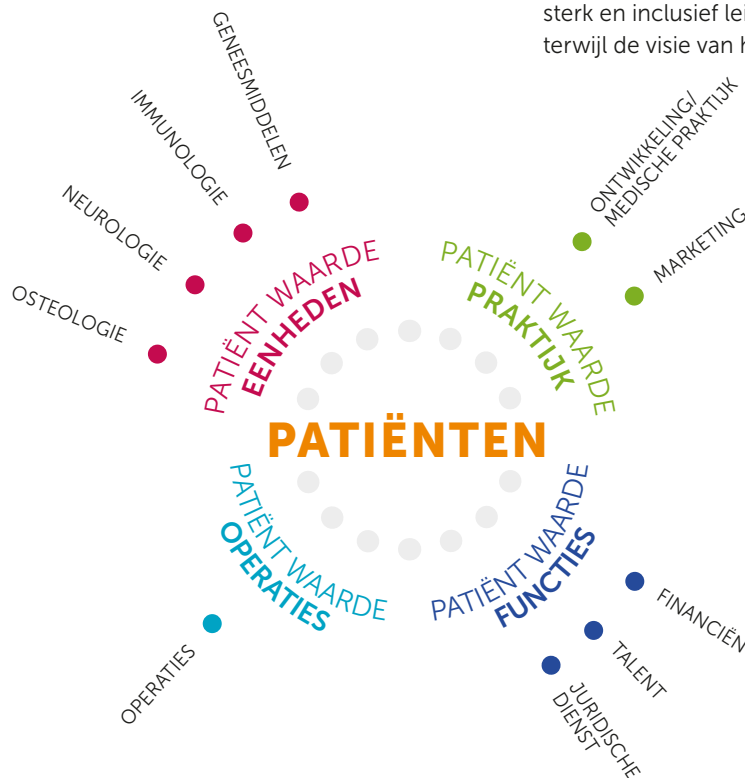 sterk en inclusief lei
terwijl de visie van h
GENEESMIDDELEN
IMMUNOLOGIE
NEUROLOGIE
OSTEOLOGIE
PATIËNT WAARDE
EENHEDEN
ONTWIKKELING/
MEDISCHE PRAKTIJK
MARKETING
PATIËNT WAARDE
PRAKTIJK
PATIËNTEN
PATIËNT WAARDE
OPERATIES
OPERATIES
PATIËNT WAARDE
FUNCTIES
FINANCIËN
TALENT
JURIDISCHE
DIENST